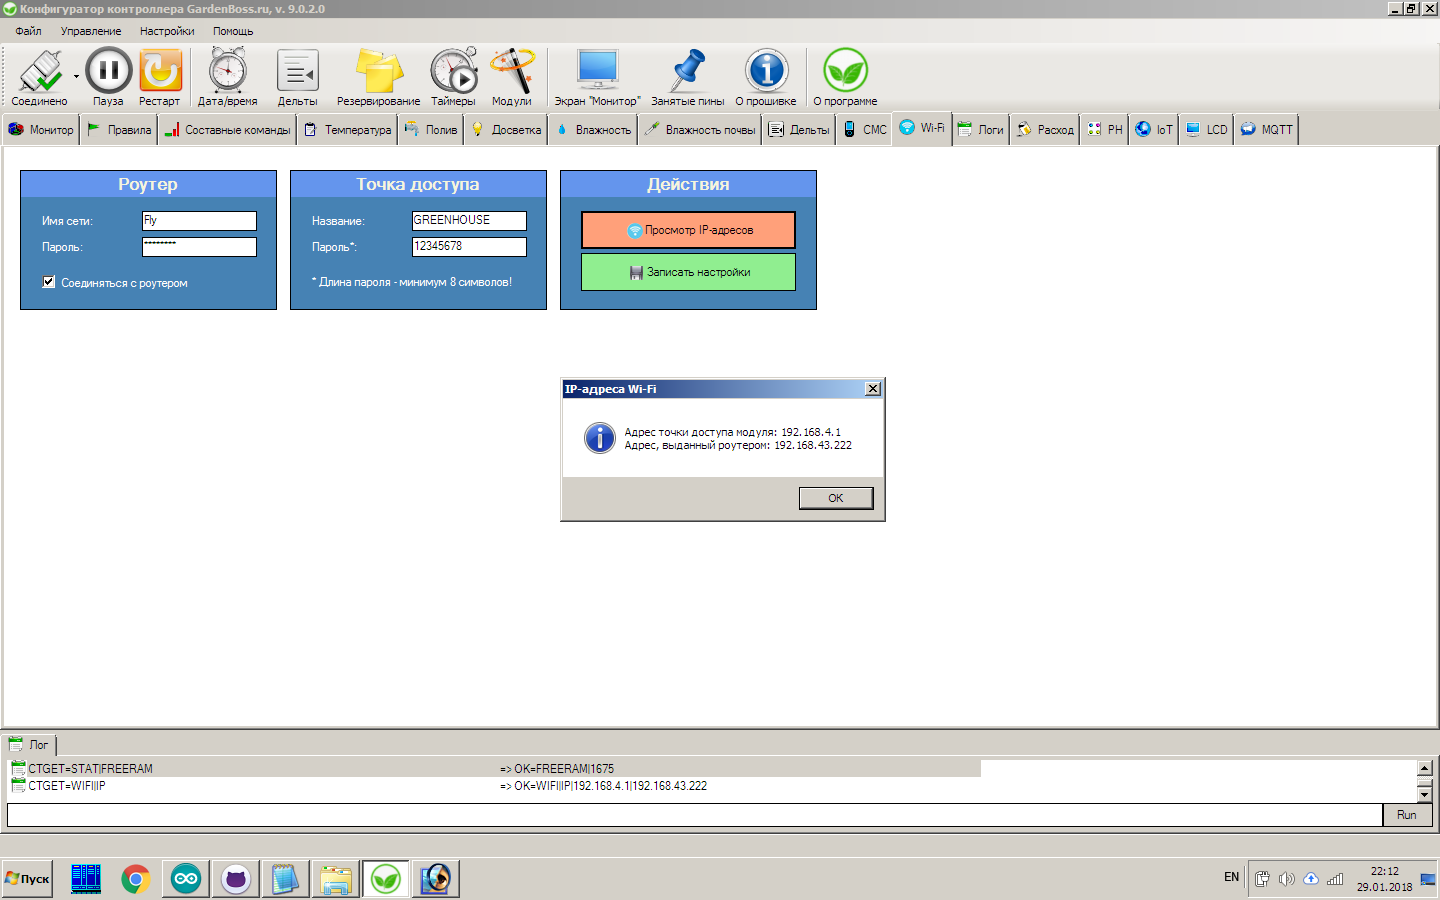 Конфигуратор контроллера GardenBoss.ru, v. 9.0.2.0
Файл Управление Настройки Помощь
Соединено Пауза Рестарт Дата/время Дельты Резервирование Таймеры Модули Экран "Монитор" Занятые пины О прошивке О программе
Монитор Правила Составные команды Температура Полив Досветка Влажность Влажность почвы Дельты СМС Wi-Fi Логи Расход PH IoT LCD MQTT
Роутер
Имя сети: Fly
Пароль: ********
Соединяться с роутером
Точка доступа
Название: GREENHOUSE
Пароль*: 12345678
* Длина пароля - минимум 8 символов!
Действия
Просмотр IP-адресов
Записать настройки
IP-адреса Wi-Fi
Адрес точки доступа модуля: 192.168.4.1
Адрес, выданный роутером: 192.168.43.222
OK
Лог
CTGET=STAT|FREERAM => OK=FREERAM|1675
CTGET=WIFI|IP => OK=WIFI|IP|192.168.4.1|192.168.43.222
Run
Пуск
EN
22:12
29.01.2018